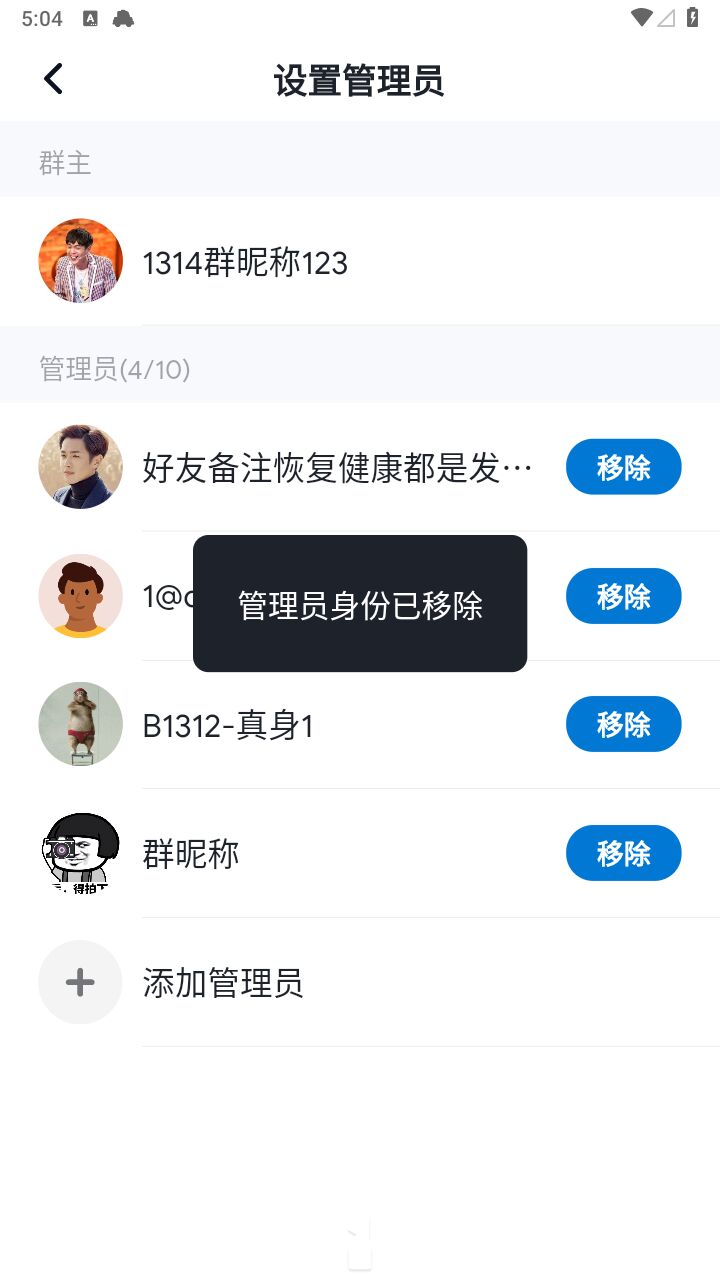 5:04
设置管理员
群主
1314群昵称123
管理员(4/10)
好友备注恢复健康都是发…
移除
1@
移除
管理员身份已移除
B1312-真身1
移除
群昵称
移除
得拍下
添加管理员